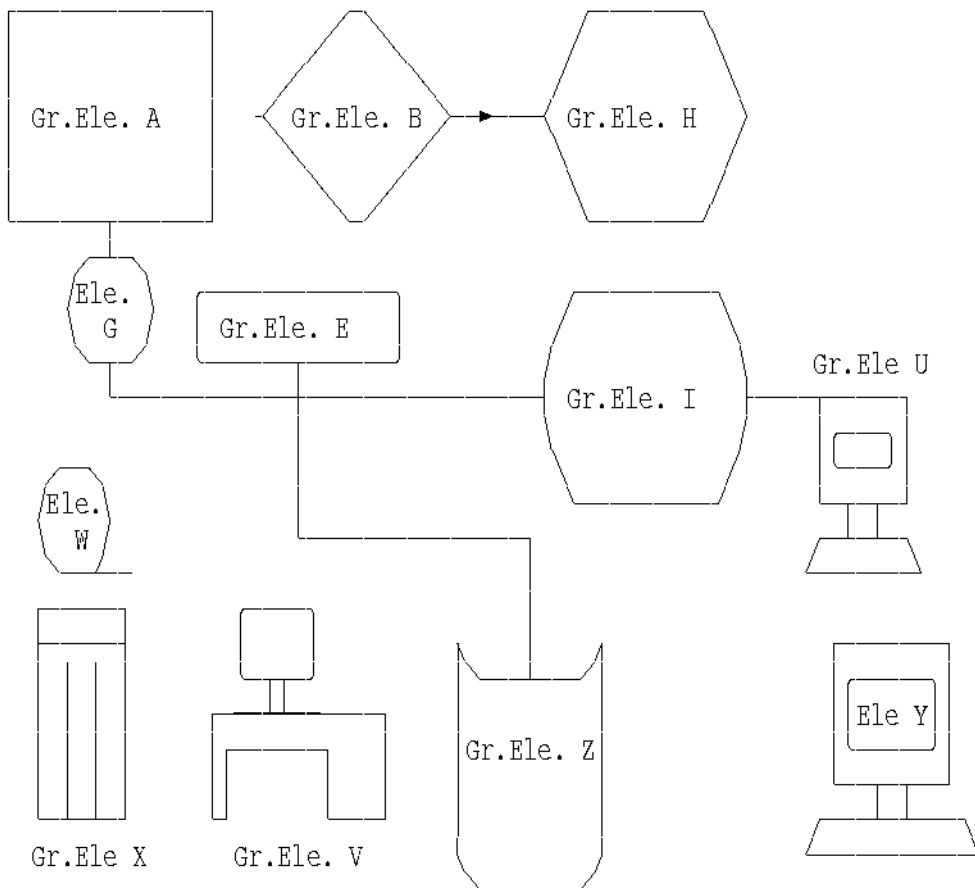 Gr.Ele. A
Gr.Ele. B
Gr.Ele. H
Ele.
G
Gr.Ele. E
Gr.Ele. I
Gr.Ele U
Ele.
W
Gr.Ele. Z
Ele Y
Gr.Ele X
Gr.Ele. V